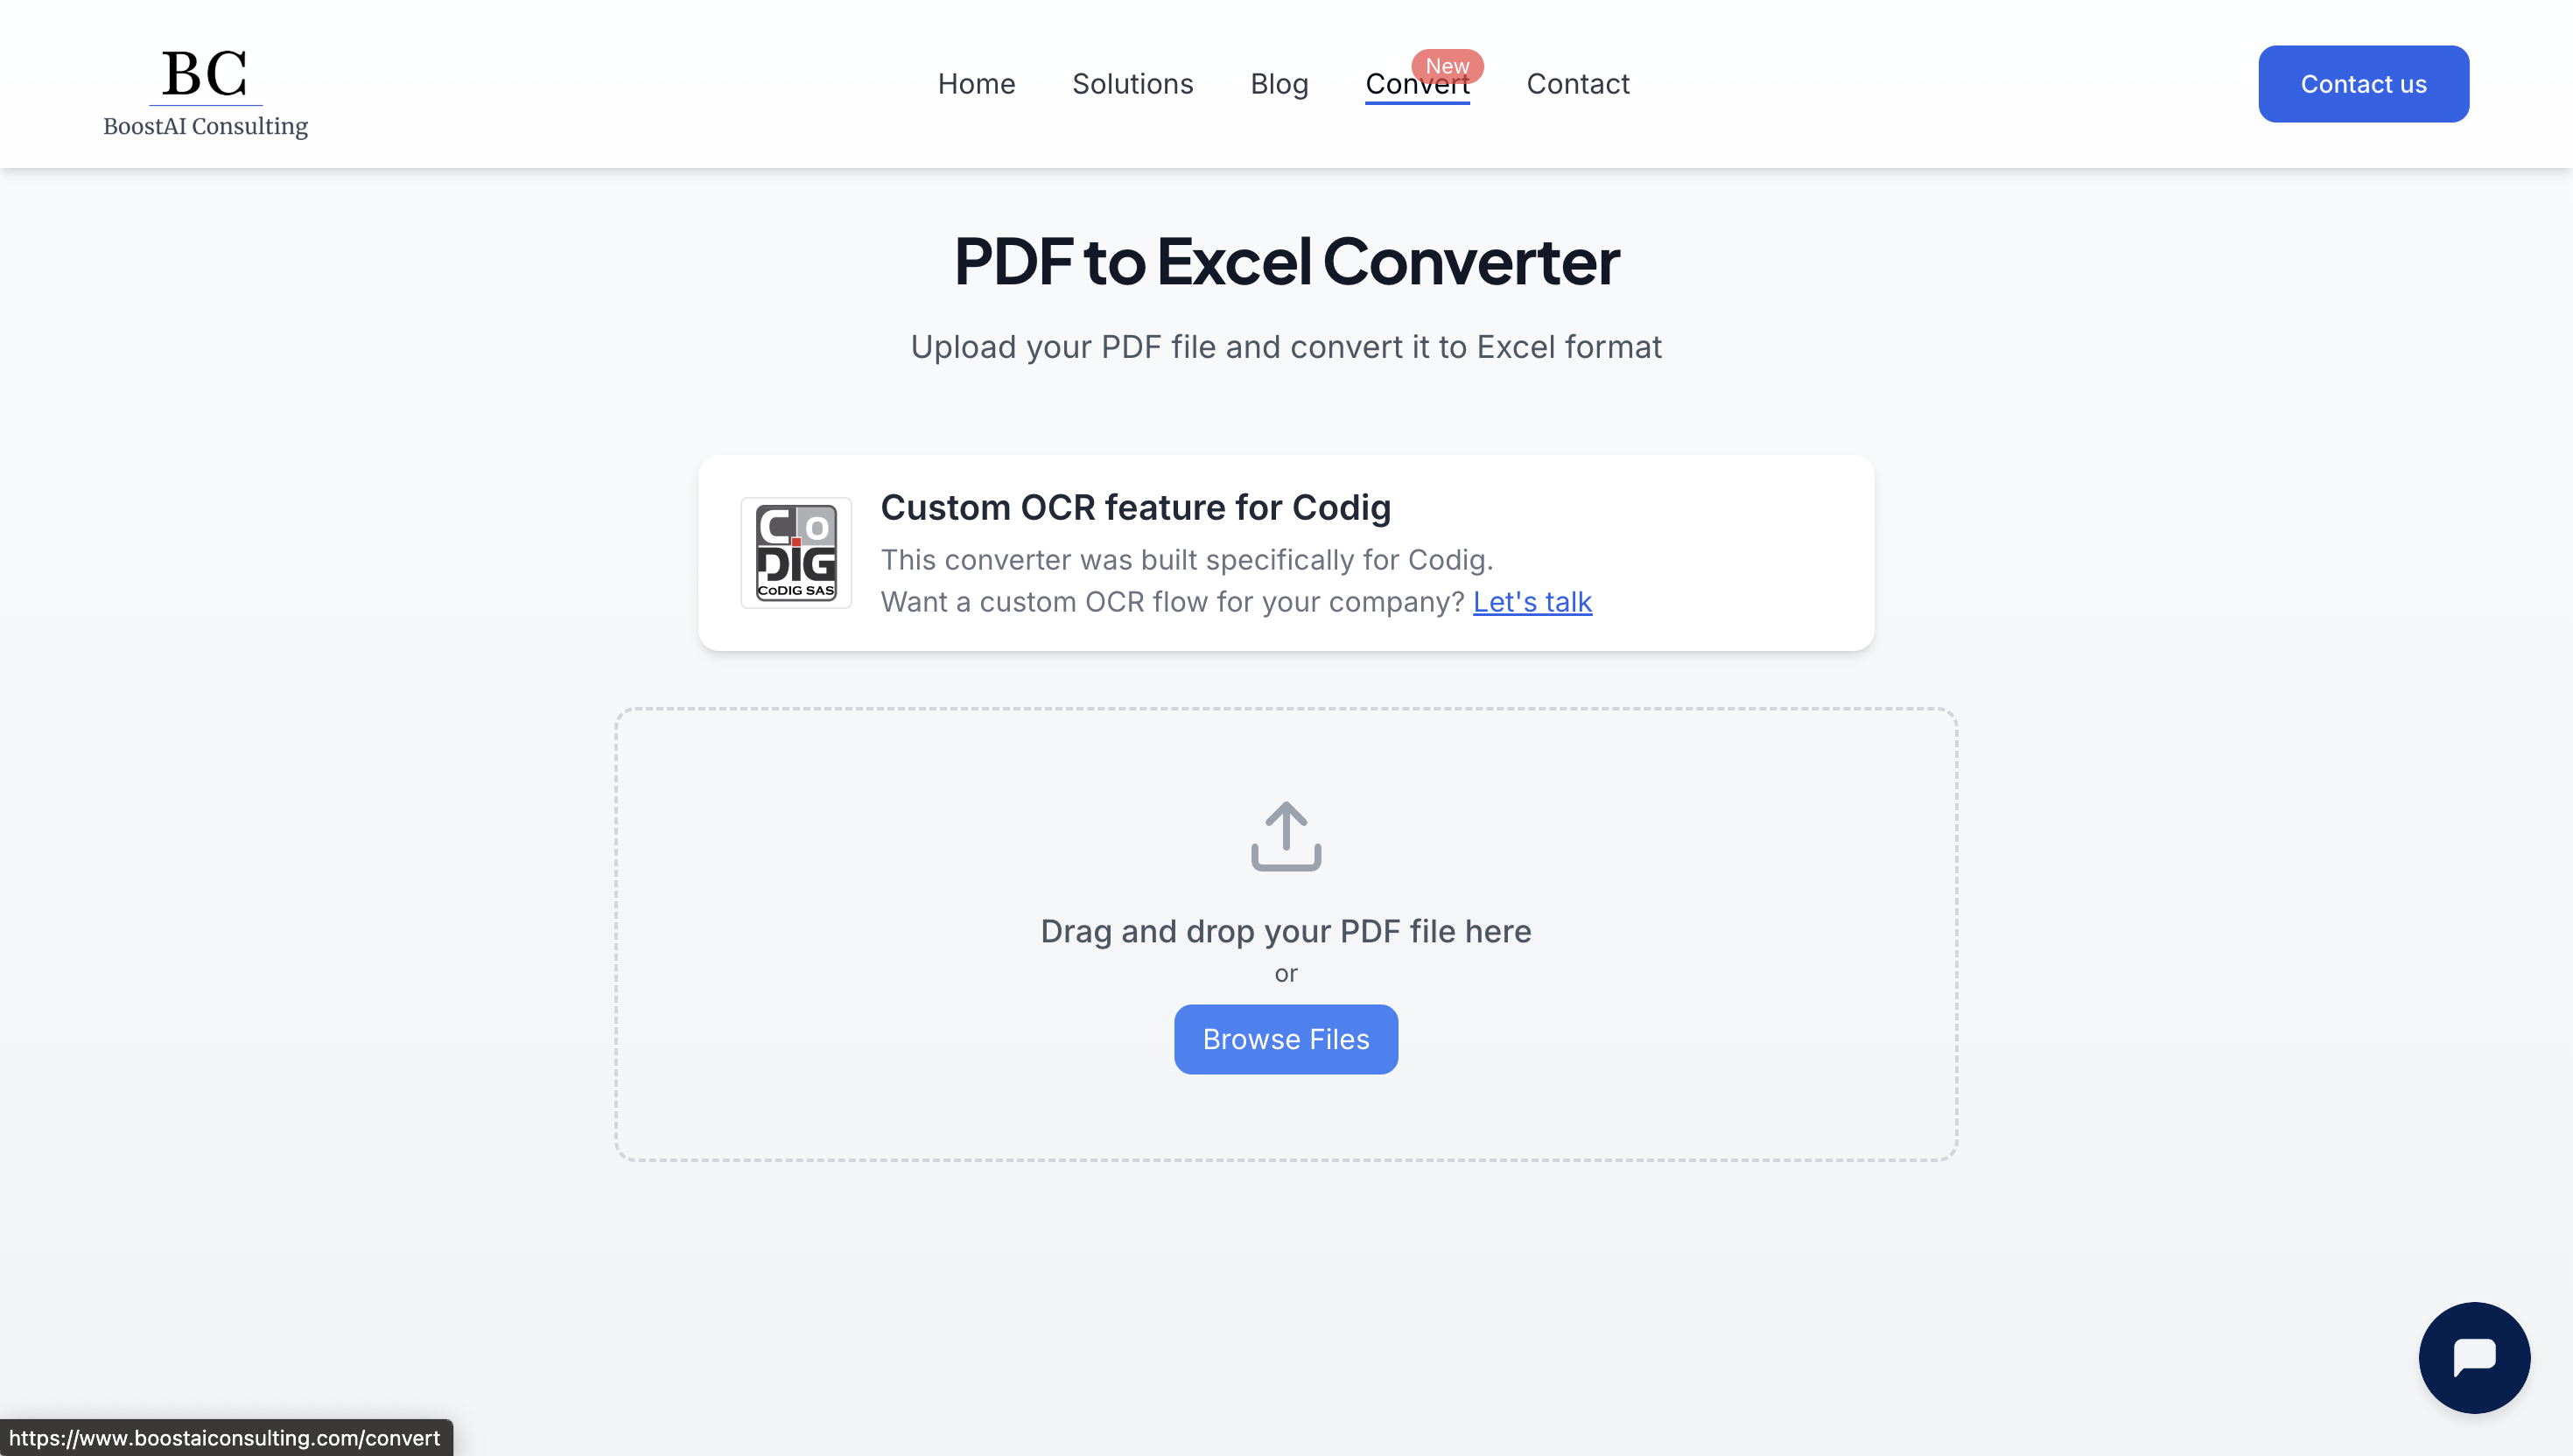 BC
BoostAI Consulting
Home
Solutions
Blog
Convert
New
Contact
Contact us
PDF to Excel Converter
Upload your PDF file and convert it to Excel format
CoDiG
CoDIG SAS
Custom OCR feature for Codig
This converter was built specifically for Codig.
Want a custom OCR flow for your company? Let's talk
Drag and drop your PDF file here
or
Browse Files
https://www.boostaiconsulting.com/convert